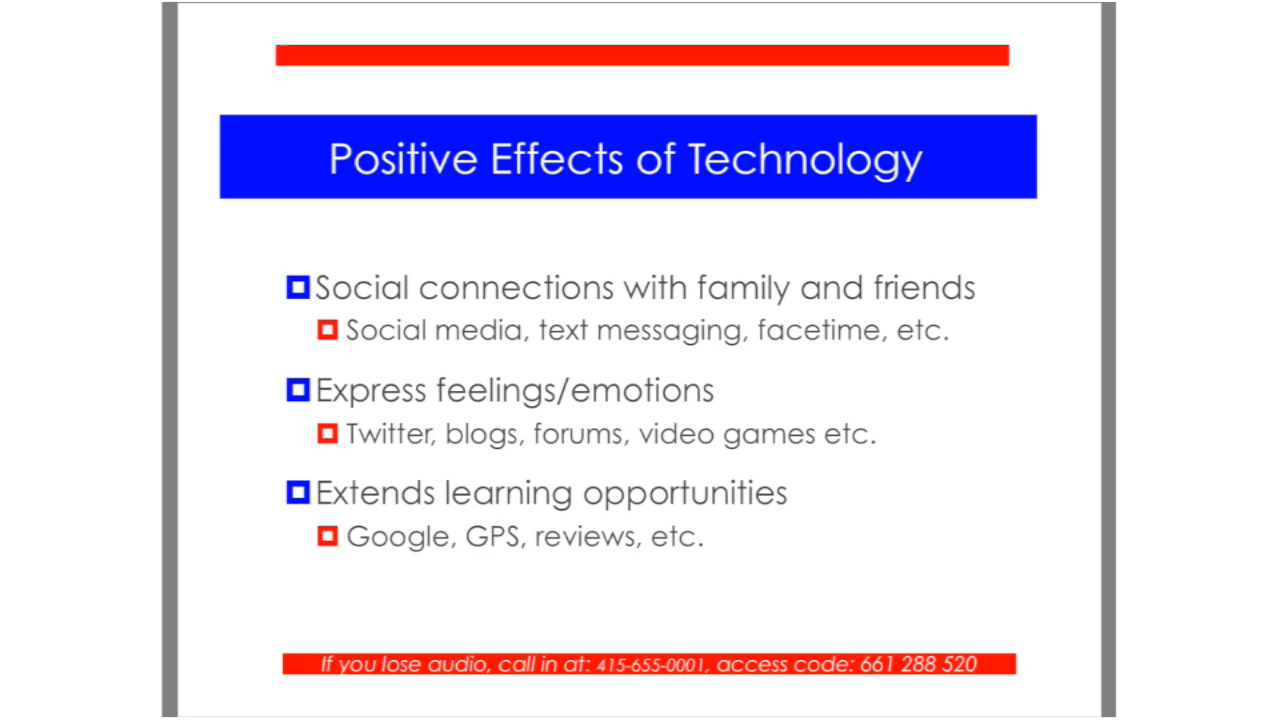 Positive Effects of Technology
Social connections with family and friends
Social media, text messaging, facetime, etc.
Express feelings/emotions
Twitter, blogs, forums, video games etc.
Extends learning opportunities
Google, GPS, reviews, etc.
If you lose audio, call in at: 415-655-0001, access code: 661 288 520